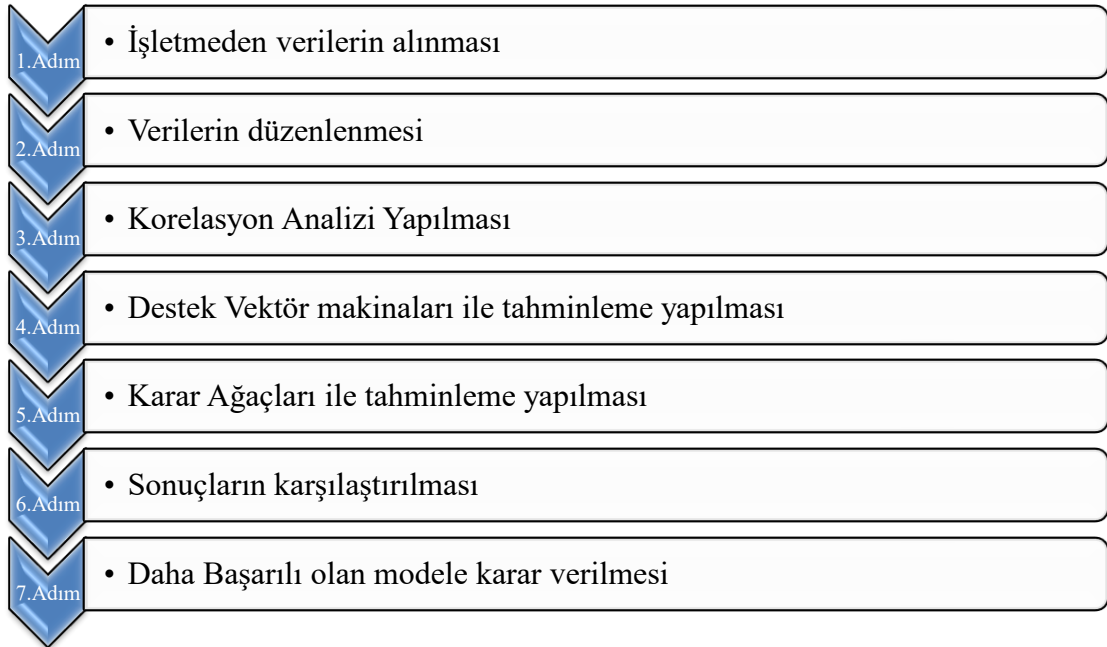 1.Adım
• İşletmeden verilerin alınması
2.Adım
• Verilerin düzenlenmesi
3.Adım
• Korelasyon Analizi Yapılması
4.Adım
• Destek Vektör makinaları ile tahminleme yapılması
5.Adım
• Karar Ağaçları ile tahminleme yapılması
6.Adım
• Sonuçların karşılaştırılması
7.Adım
• Daha Başarılı olan modele karar verilmesi